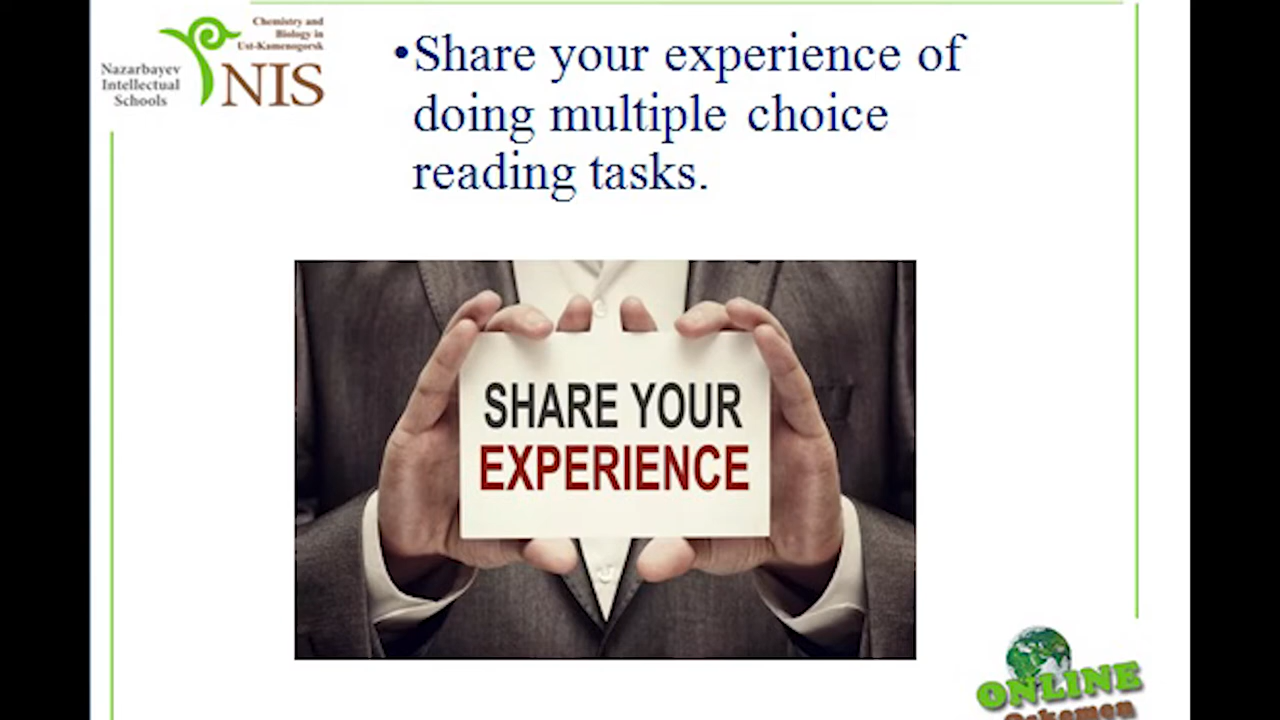 Chemistry and
Biology in
Ust-Kamenogorsk
Nazarbayev
Intellectual
Schools
NIS
•Share your experience of
doing multiple choice
reading tasks.
SHARE YOUR
EXPERIENCE
ONLINE
Oskemen